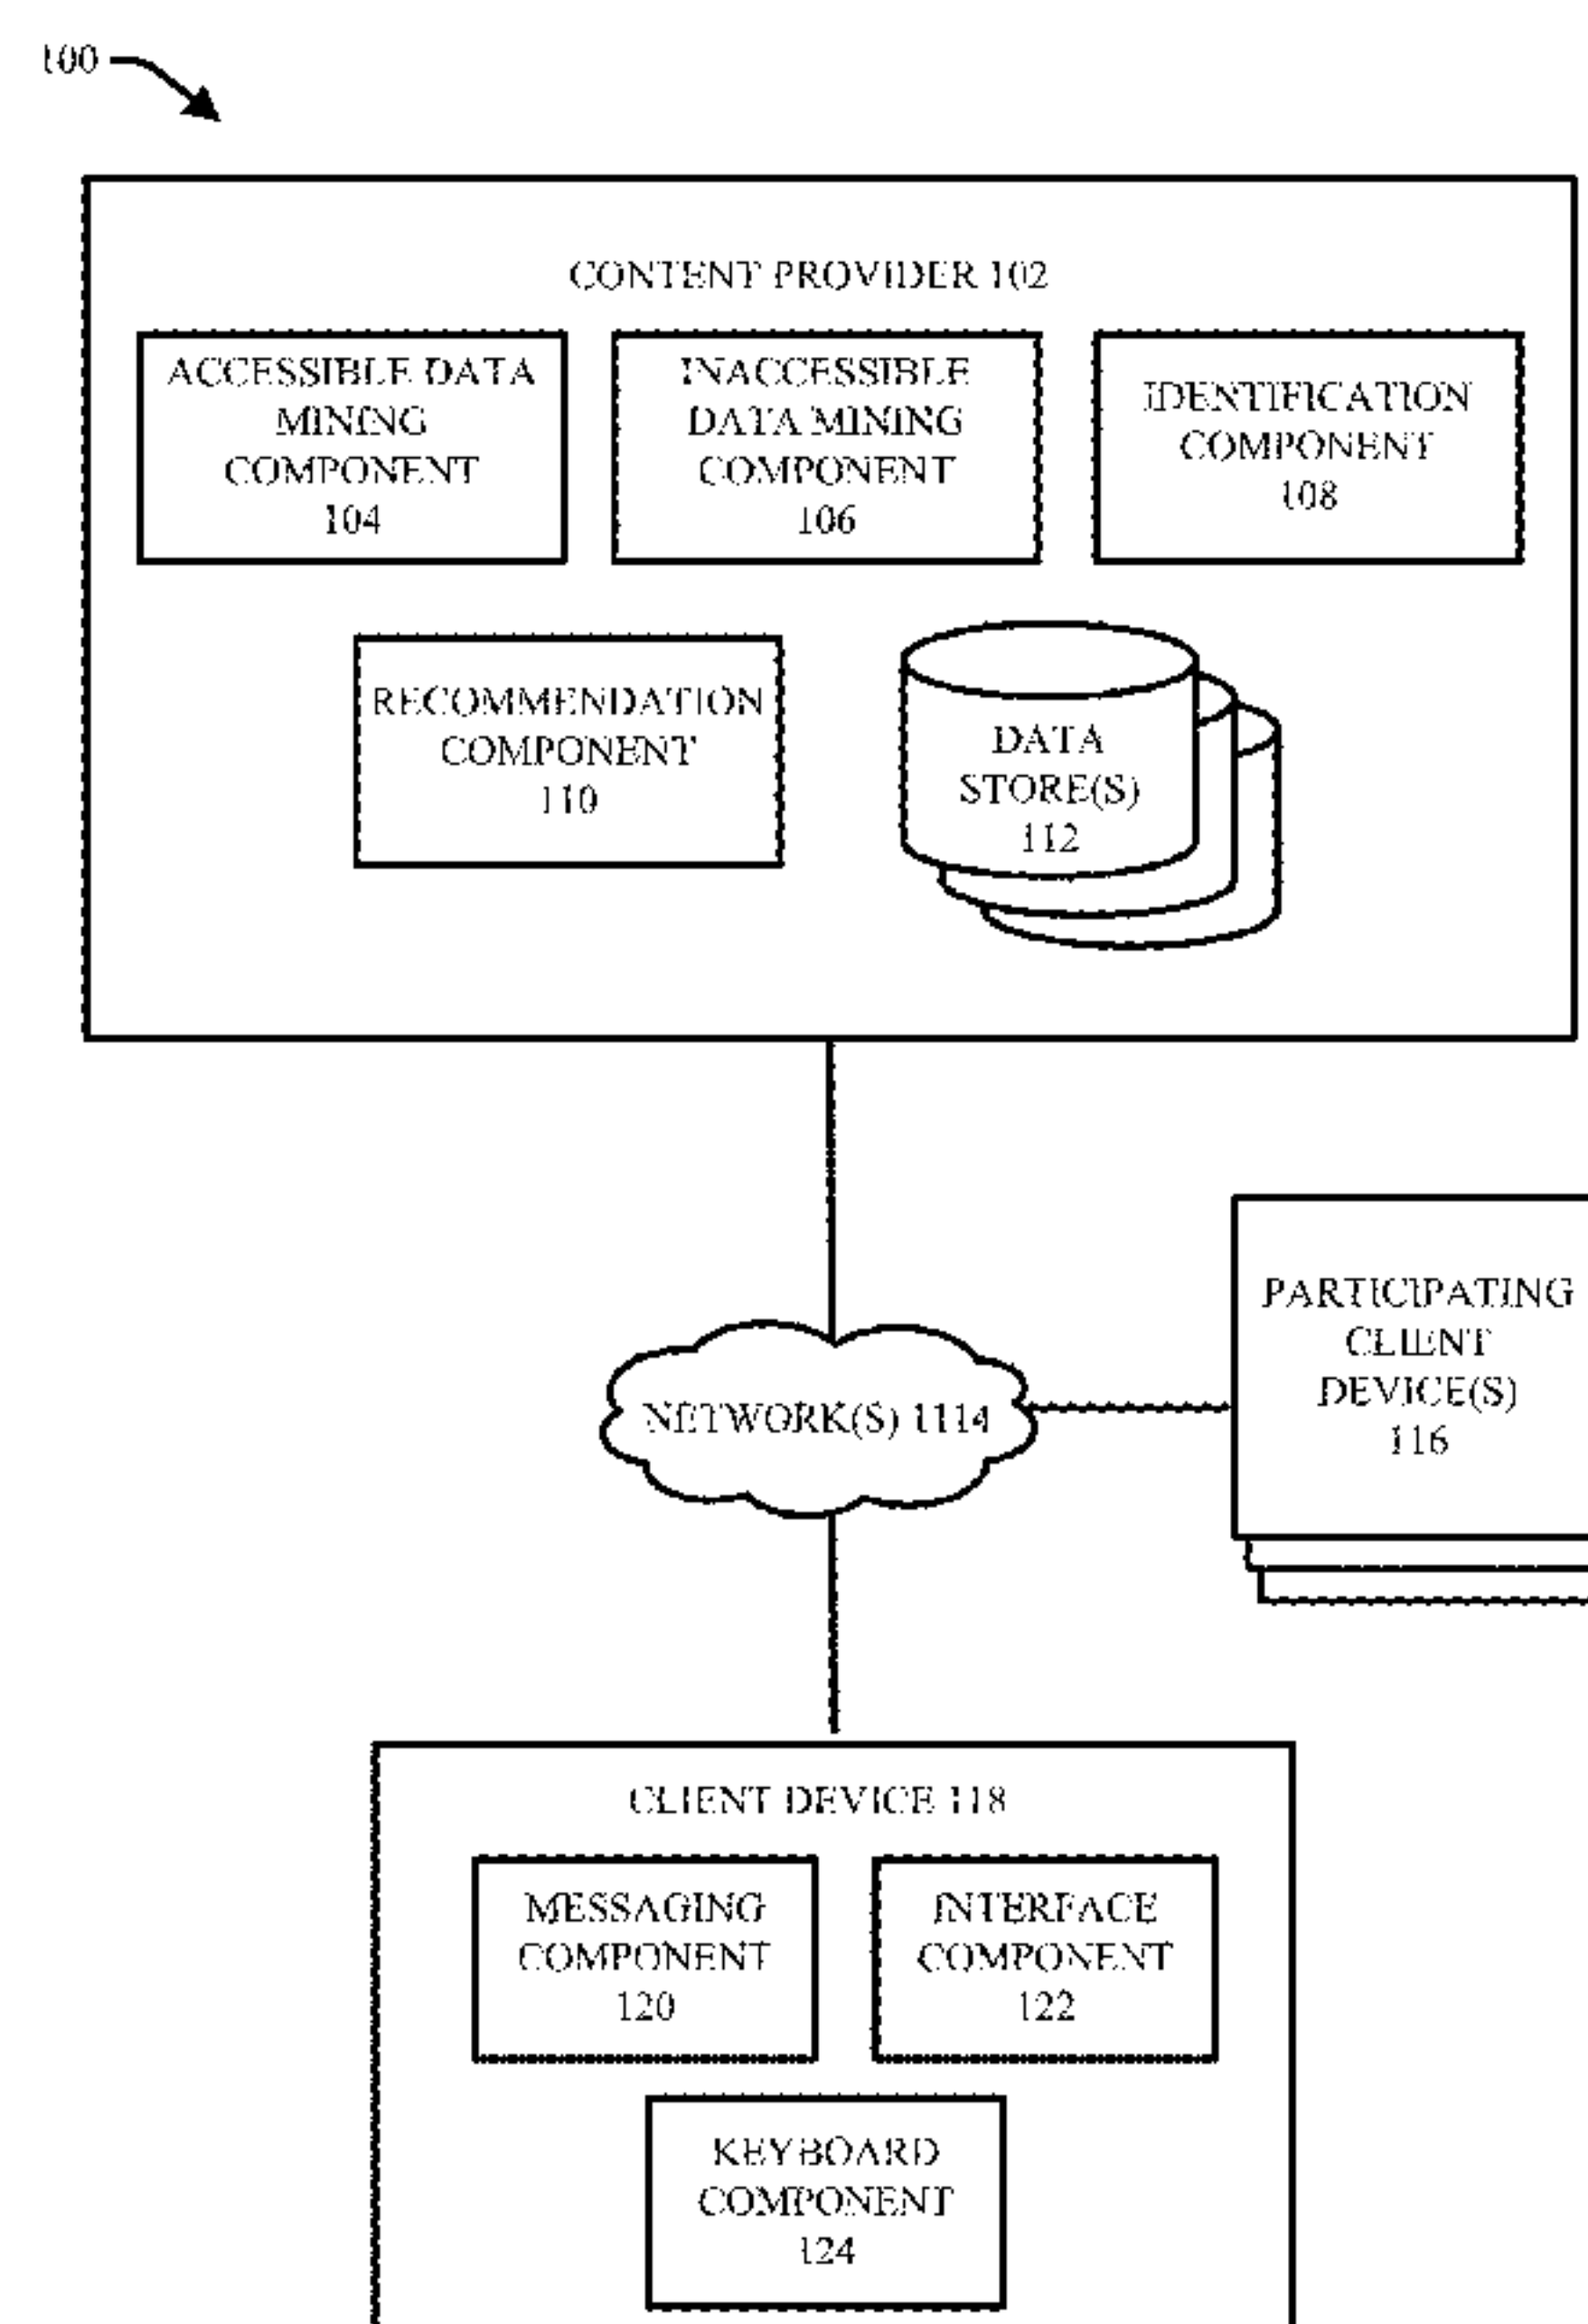 100
CONTENT PROVIDER 102
ACCESSIBLE DATA
MINING
COMPONENT
104
INACCESSIBLE
DATA MINING
COMPONENT
106
IDENTIFICATION
COMPONENT
108
RECOMMENDATION
COMPONENT
110
DATA
STORE(S)
112
PARTICIPATING
CLIENT
DEVICE(S)
116
NETWORK(S) 1114
CLIENT DEVICE 118
MESSAGING
COMPONENT
120
INTERFACE
COMPONENT
122
KEYBOARD
COMPONENT
124